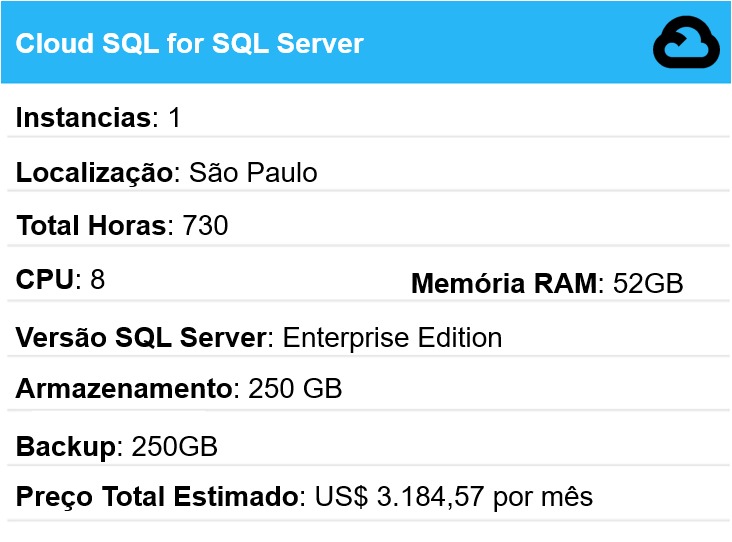 Cloud SQL for SQL Server
Instancias: 1
Localização: São Paulo
Total Horas: 730
CPU: 8 Memória RAM: 52GB
Versão SQL Server: Enterprise Edition
Armazenamento: 250 GB
Backup: 250GB
Preço Total Estimado: US$ 3.184,57 por mês